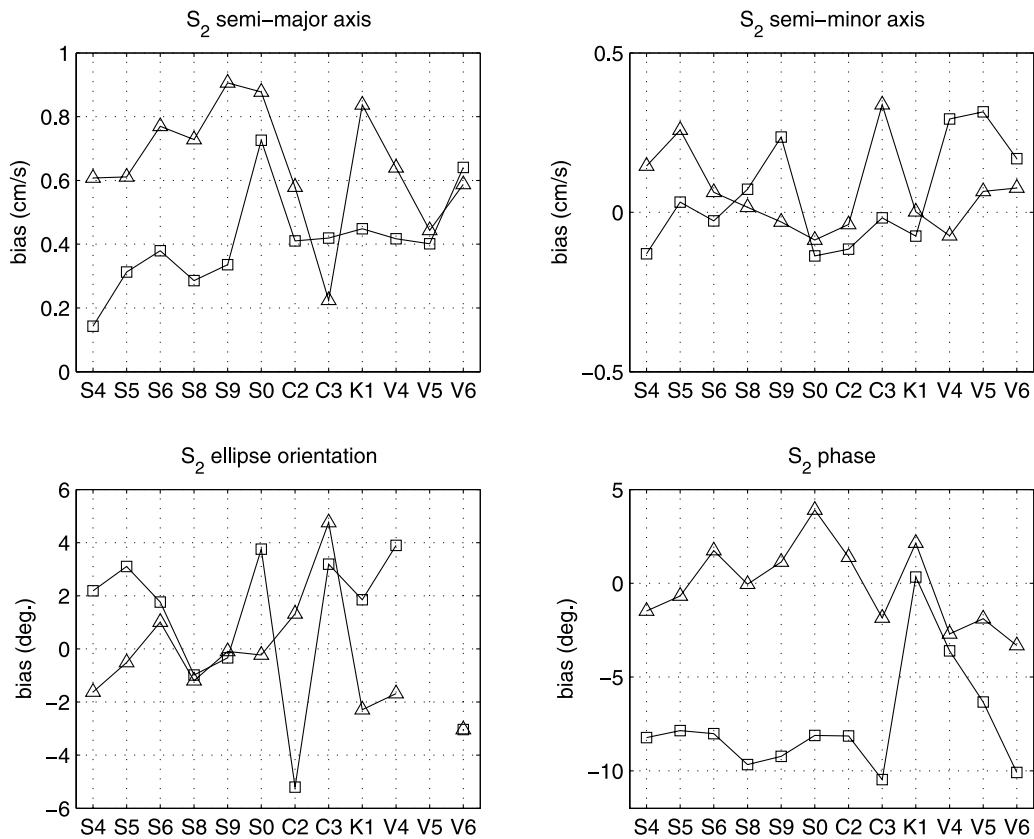 S2 semi-major axis
1
0.8
0.6
0.4
0.2
0
bias (cm/s)
S4 S5 S6 S8 S9 S0 C2 C3 K1 V4 V5 V6
S2 semi-minor axis
0.5
0
−0.5
bias (cm/s)
S4 S5 S6 S8 S9 S0 C2 C3 K1 V4 V5 V6
S2 ellipse orientation
6
4
2
0
−2
−4
−6
bias (deg.)
S4 S5 S6 S8 S9 S0 C2 C3 K1 V4 V5 V6
S2 phase
5
0
−5
−10
bias (deg.)
S4 S5 S6 S8 S9 S0 C2 C3 K1 V4 V5 V6